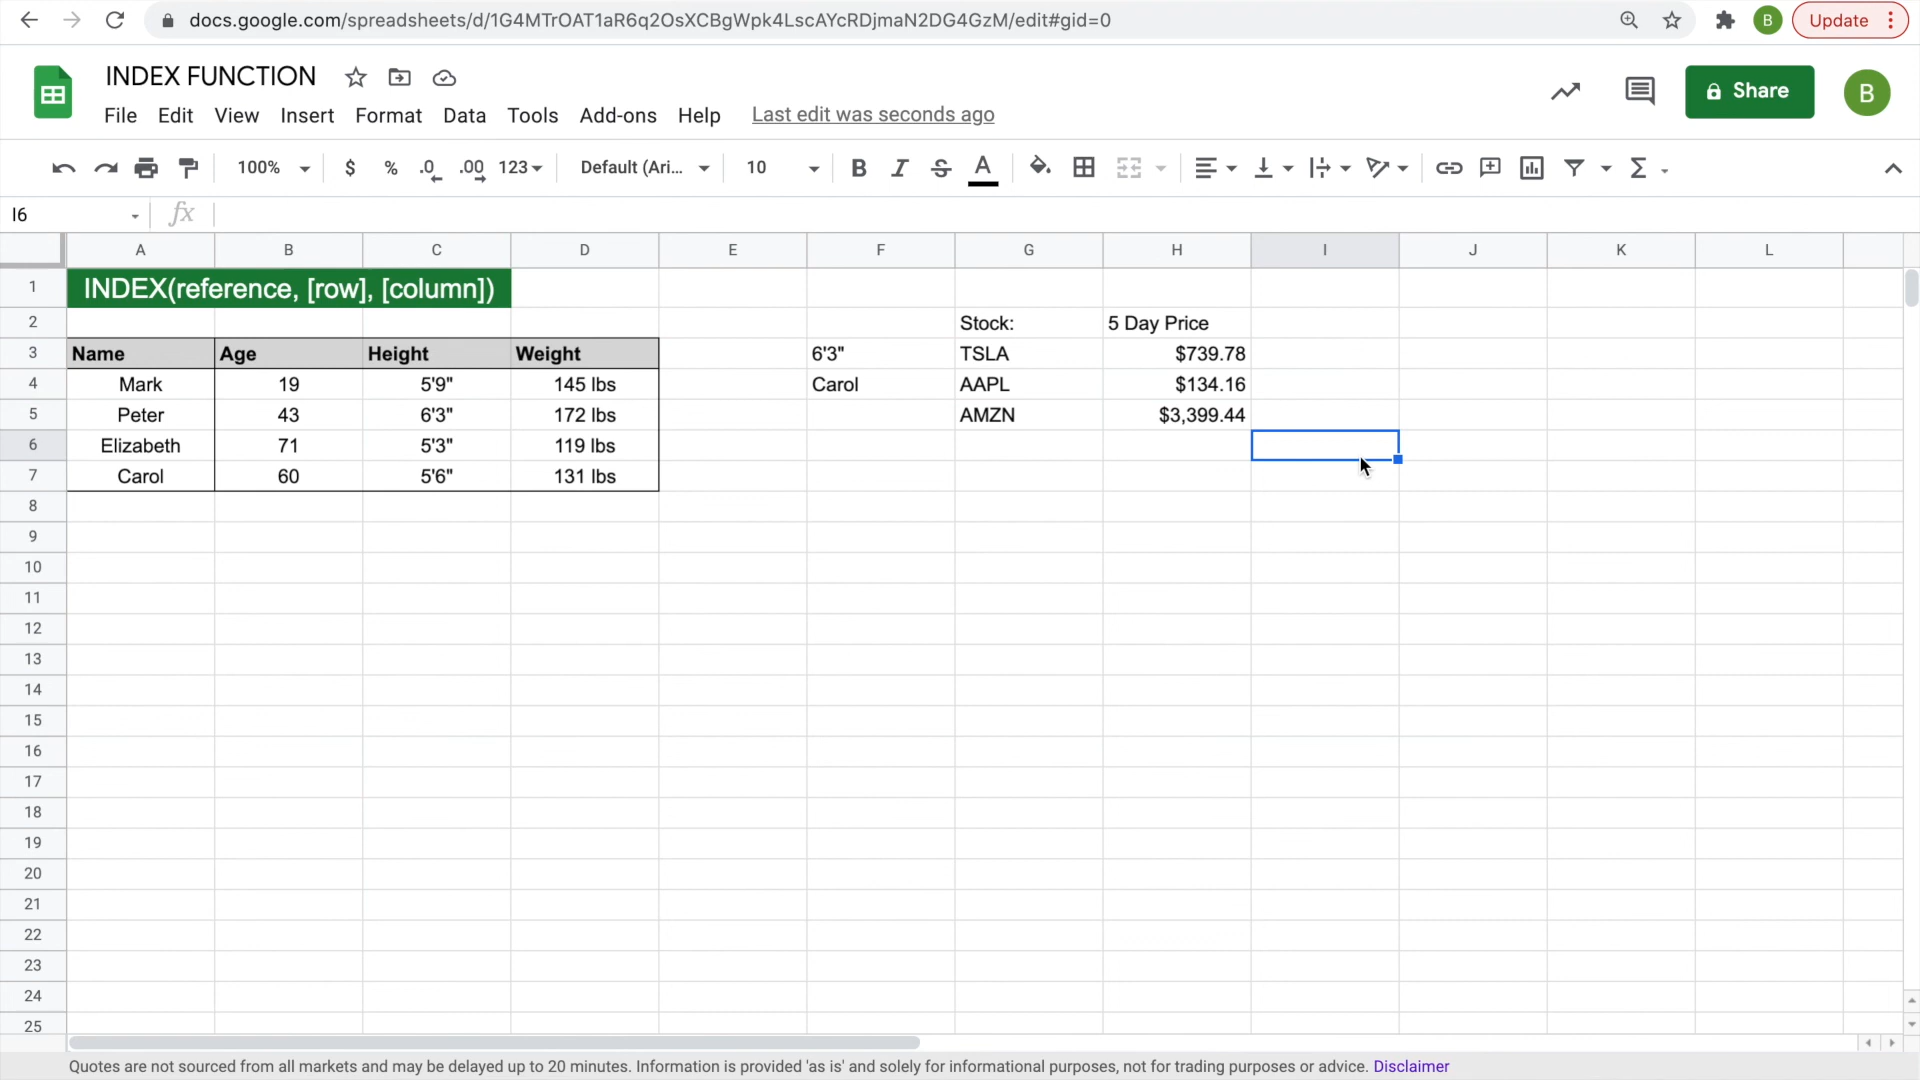 docs.google.com/spreadsheets/d/1G4MTrOAT1aR6q2OsXCBgWpk4LscAYcRDjmaN2DG4GzM/edit#gid=0 B Update
INDEX FUNCTION
File Edit View Insert Format Data Tools Add-ons Help Last edit was seconds ago Share B
100% $ % .0 .00 123 Default (Ari... 10 B I S A Σ
I6 fx
A B C D E F G H I J K L
1 INDEX(reference, [row], [column])
2 Stock: 5 Day Price
3 Name Age Height Weight 6'3" TSLA $739.78
4 Mark 19 5'9" 145 lbs Carol AAPL $134.16
5 Peter 43 6'3" 172 lbs AMZN $3,399.44
6 Elizabeth 71 5'3" 119 lbs
7 Carol 60 5'6" 131 lbs
8
9
10
11
12
13
14
15
16
17
18
19
20
21
22
23
24
25
Quotes are not sourced from all markets and may be delayed up to 20 minutes. Information is provided 'as is' and solely for informational purposes, not for trading purposes or advice. Disclaimer